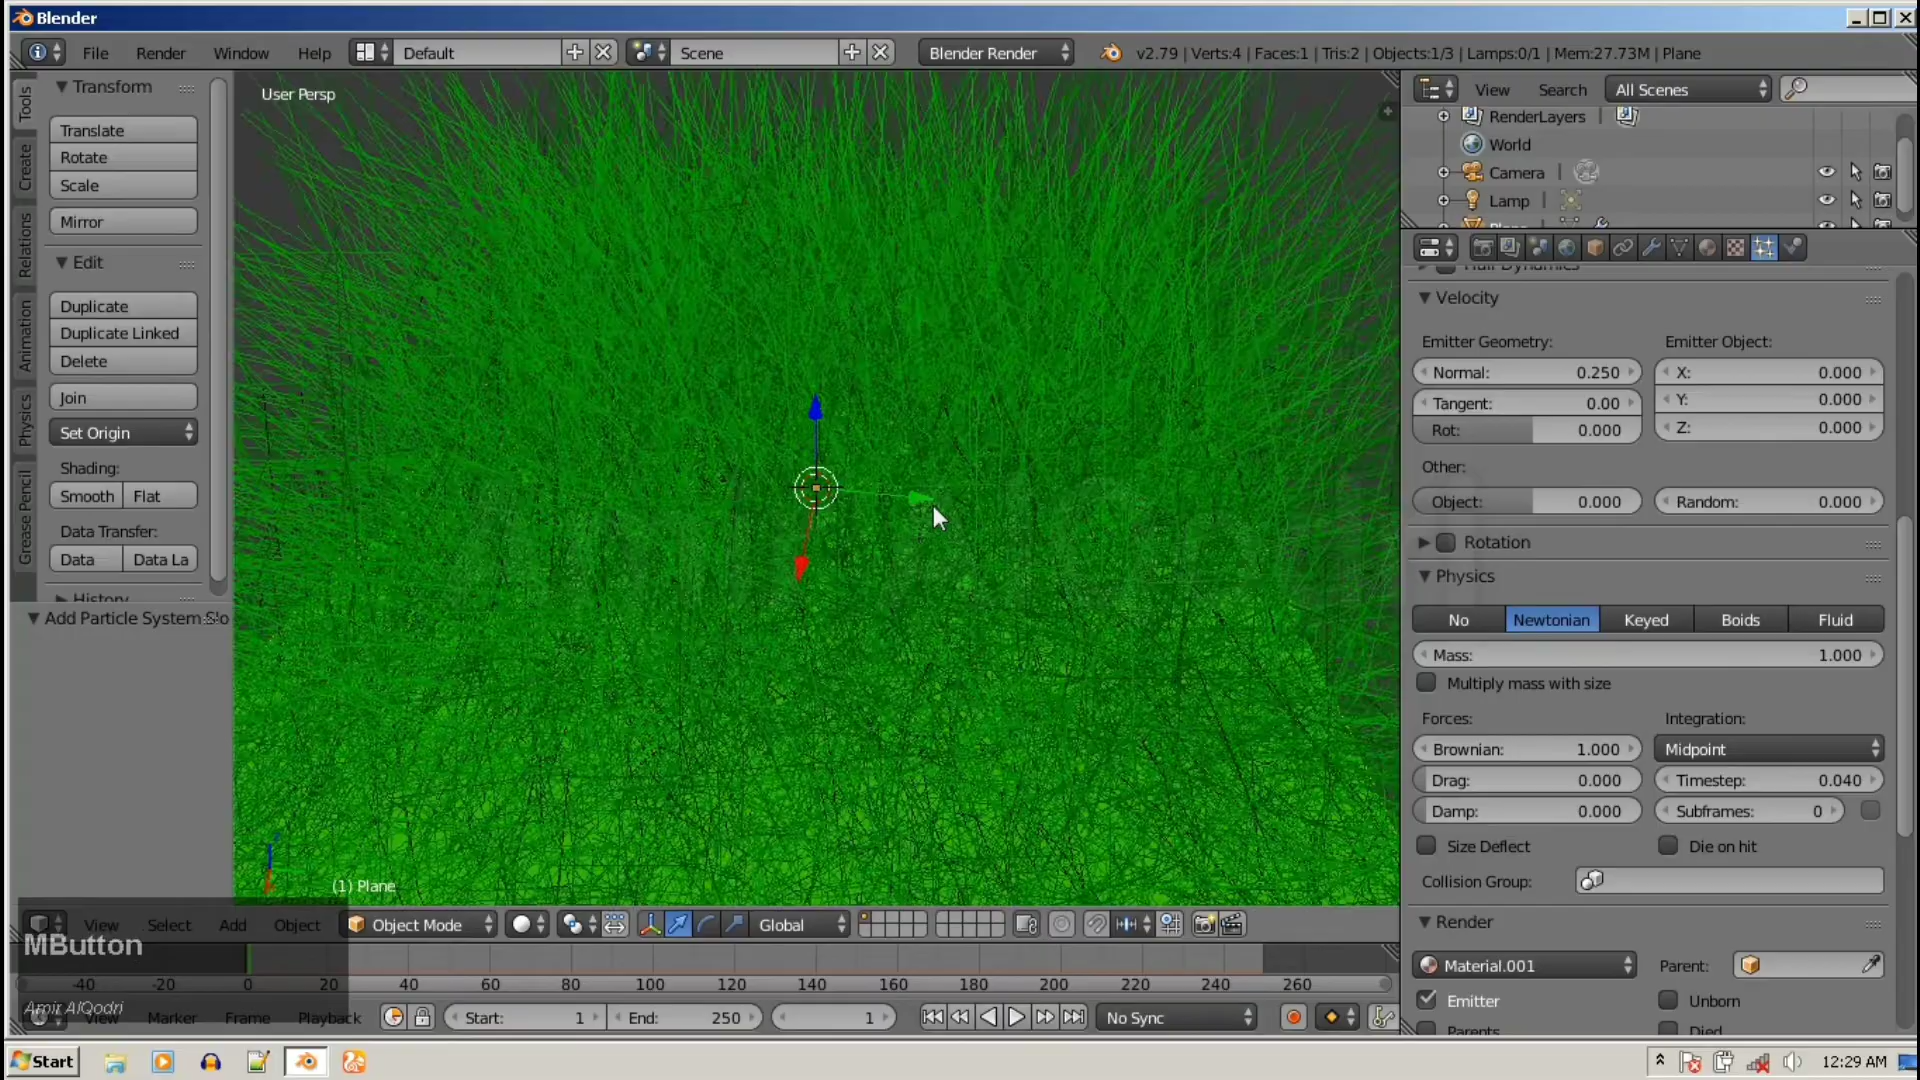 Blender
File Render Window Help Default Scene Blender Render v2.79 | Verts:4 | Faces:1 | Tris:2 | Objects:1/3 | Lamps:0/1 | Mem:27.73M | Plane
Tools
Create
Relations
Animation
Physics
Grease Pencil
Transform
Translate
Rotate
Scale
Mirror
Edit
Duplicate
Duplicate Linked
Delete
Join
Set Origin
Shading:
Smooth Flat
Data Transfer:
Data Data La
History
Add Particle System Slo
User Persp
(1) Plane
View Select Add Object Object Mode Global
MButton
Amir AlQodri
-40 -20 0 20 40 60 80 100 120 140 160 180 200 220 240 260
View Marker Frame Playback Start: 1 End: 250 1 No Sync
View Search All Scenes
RenderLayers
World
Camera
Lamp
Plane
Hair Dynamics
Velocity
Emitter Geometry: Emitter Object:
Normal: 0.250 X: 0.000
Tangent: 0.00 Y: 0.000
Rot: 0.000 Z: 0.000
Other:
Object: 0.000 Random: 0.000
Rotation
Physics
No Newtonian Keyed Boids Fluid
Mass: 1.000
Multiply mass with size
Forces: Integration:
Brownian: 1.000 Midpoint
Drag: 0.000 Timestep: 0.040
Damp: 0.000 Subframes: 0
Size Deflect Die on hit
Collision Group:
Render
Material.001 Parent:
Emitter Unborn
Parents Died
Start 12:29 AM